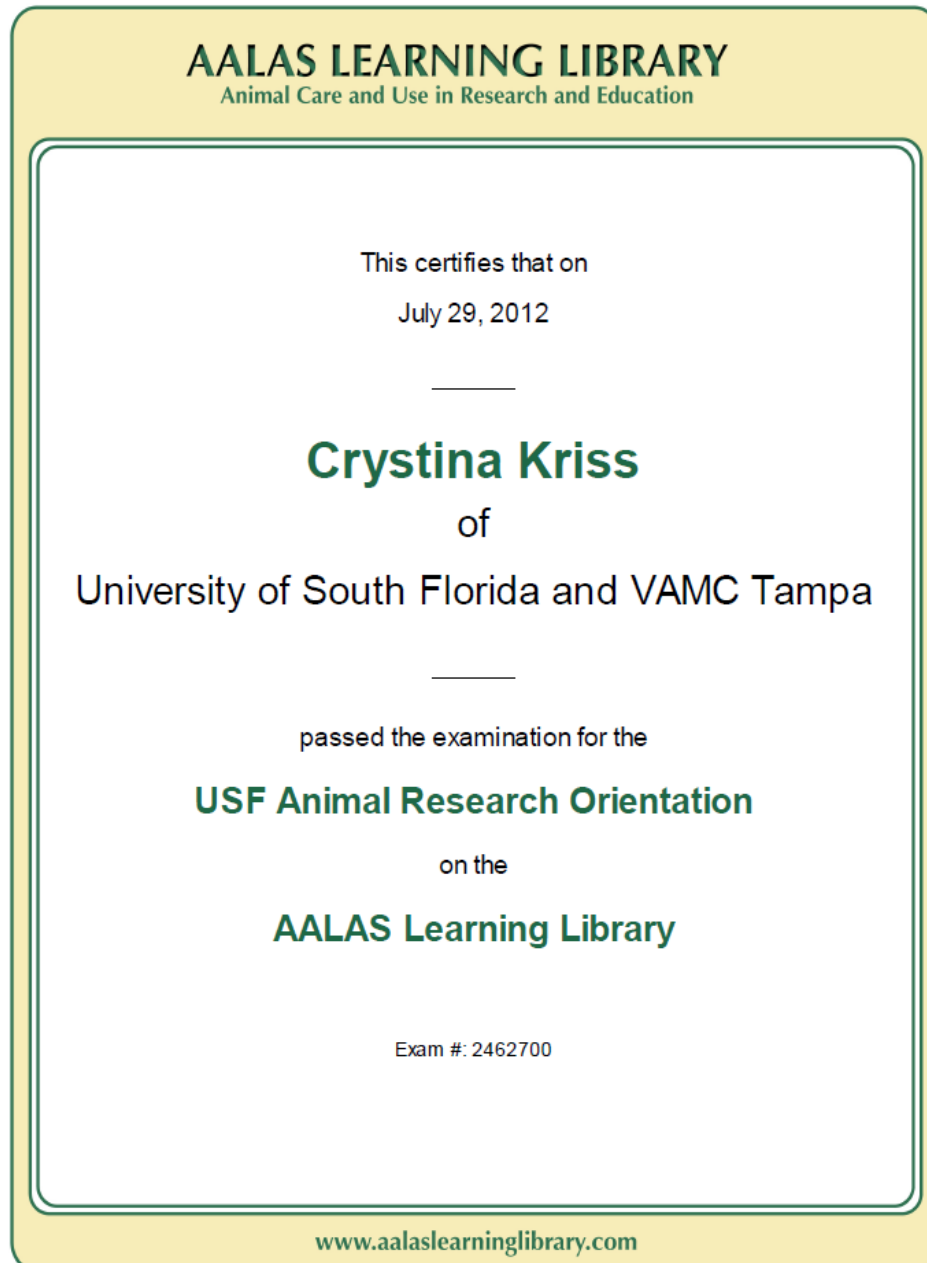 AALAS LEARNING LIBRARY
Animal Care and Use in Research and Education
This certifies that on
July 29, 2012
Crystina Kriss
of
University of South Florida and VAMC Tampa
passed the examination for the
USF Animal Research Orientation
on the
AALAS Learning Library
Exam #: 2462700
www.aalaslearninglibrary.com